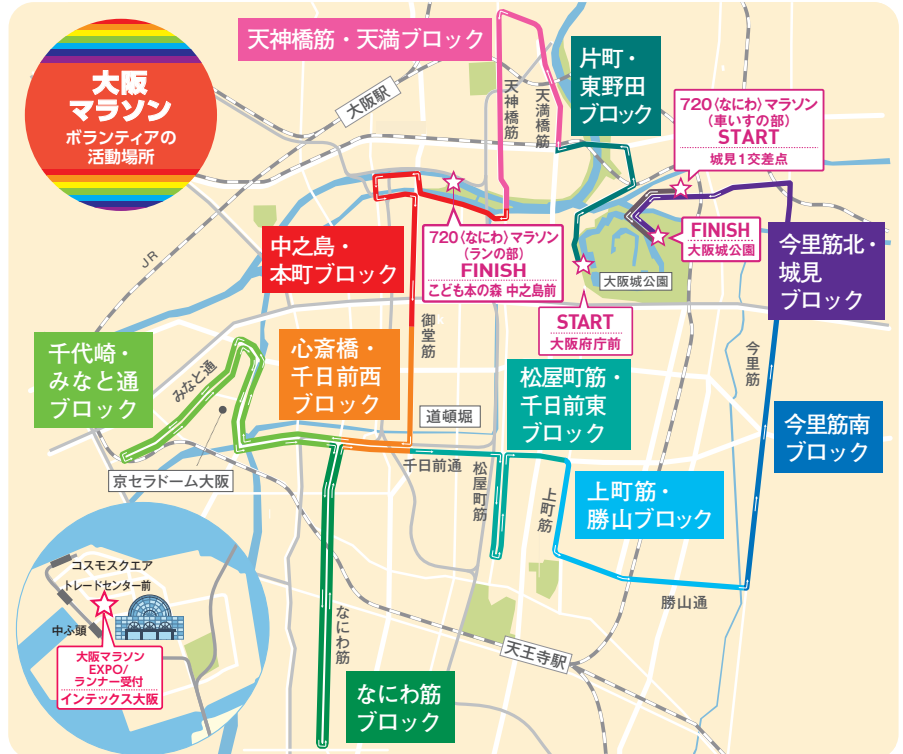 大阪
マラソン
ボランティアの
活動場所
天神橋筋・天満ブロック
片町・
東野田
ブロック
大阪駅
天神橋筋
天満橋筋
720〈なにわ〉マラソン
(車いすの部)
START
城見1交差点
中之島・
本町ブロック
720〈なにわ〉マラソン
(ランの部)
FINISH
こども本の森 中之島前
FINISH
大阪城公園
大阪城公園
今里筋北・
城見
ブロック
START
大阪府庁前
JR
御堂筋
千代崎・
みなと通
ブロック
みなと通
心斎橋・
千日前西
ブロック
道頓堀
松屋町筋・
千日前東
ブロック
今里筋
今里筋南
ブロック
京セラドーム大阪
千日前通
松屋町筋
上町筋
上町筋・
勝山ブロック
勝山通
コスモスクエア
トレードセンター前
中ふ頭
大阪マラソン
EXPO/
ランナー受付
インテックス大阪
なにわ筋
天王寺駅
なにわ筋
ブロック